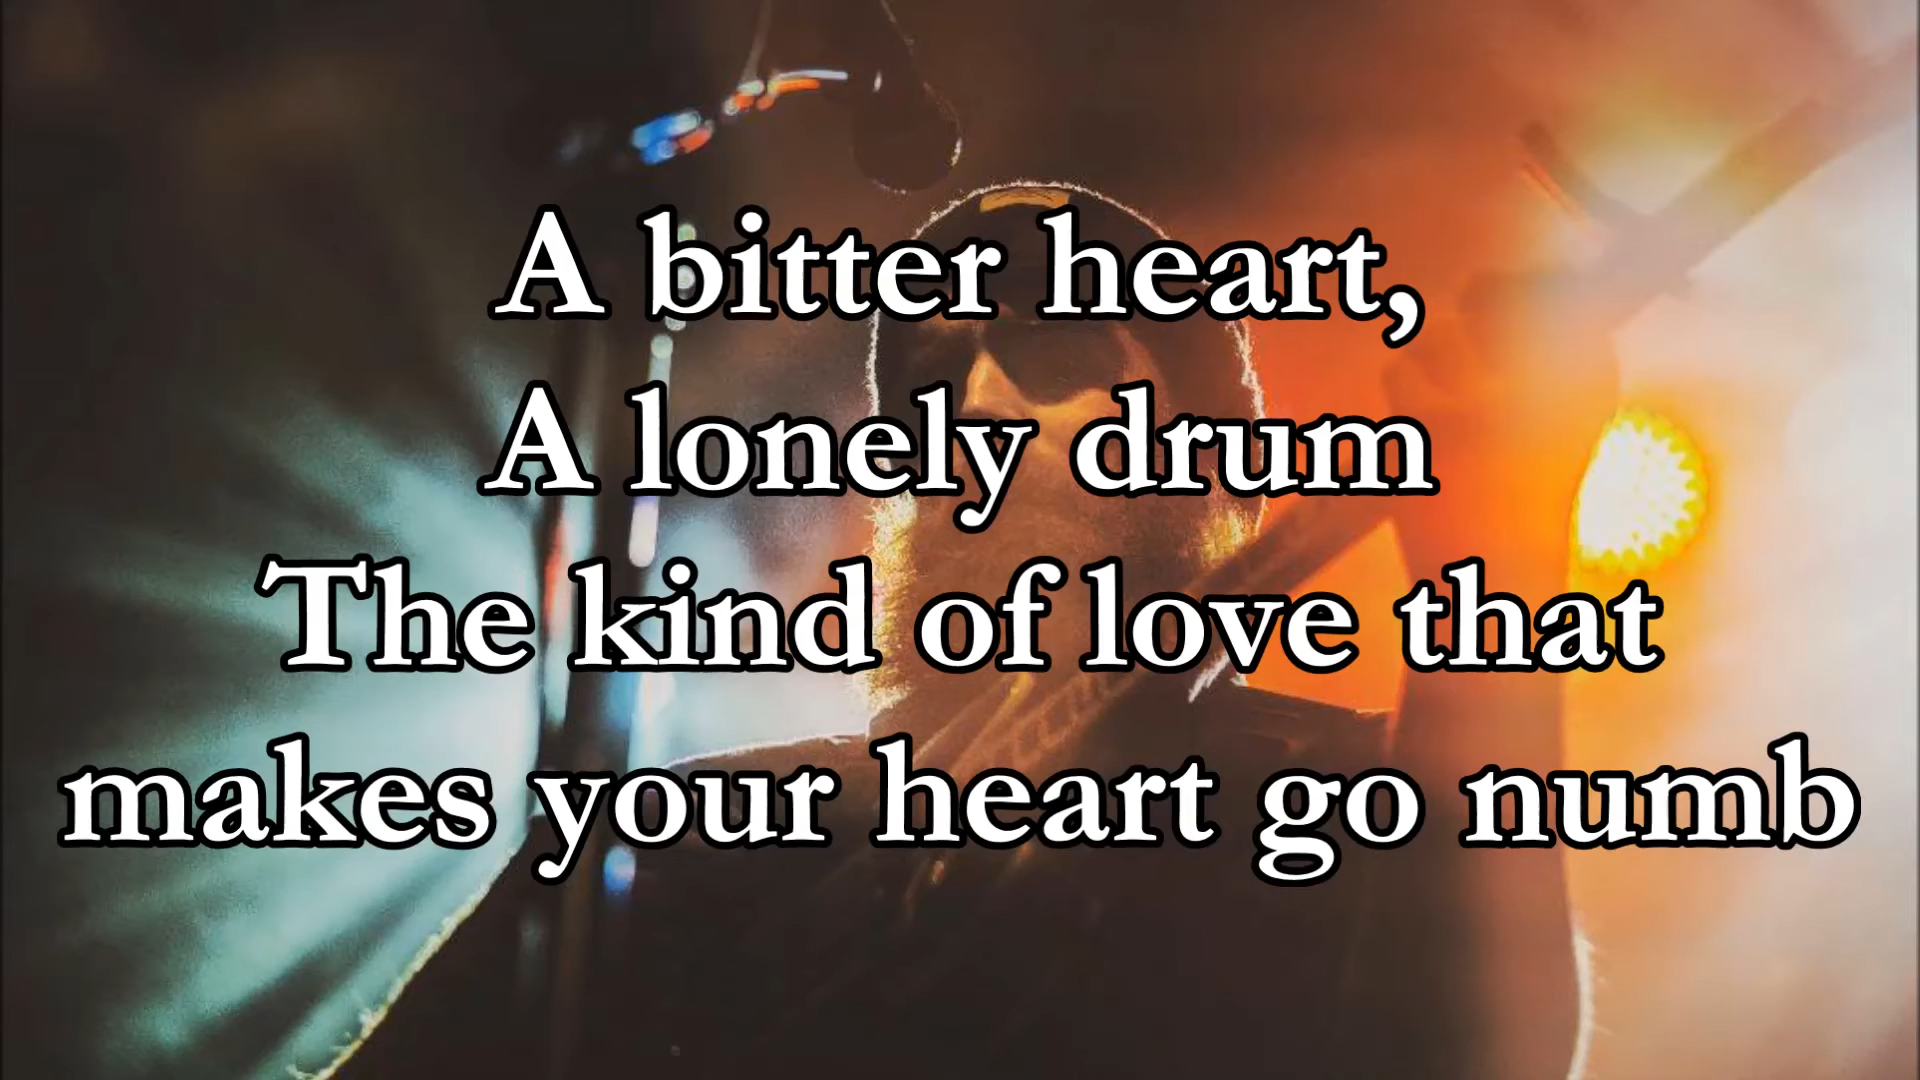 A bitter heart,
A lonely drum
The kind of love that
makes your heart go numb